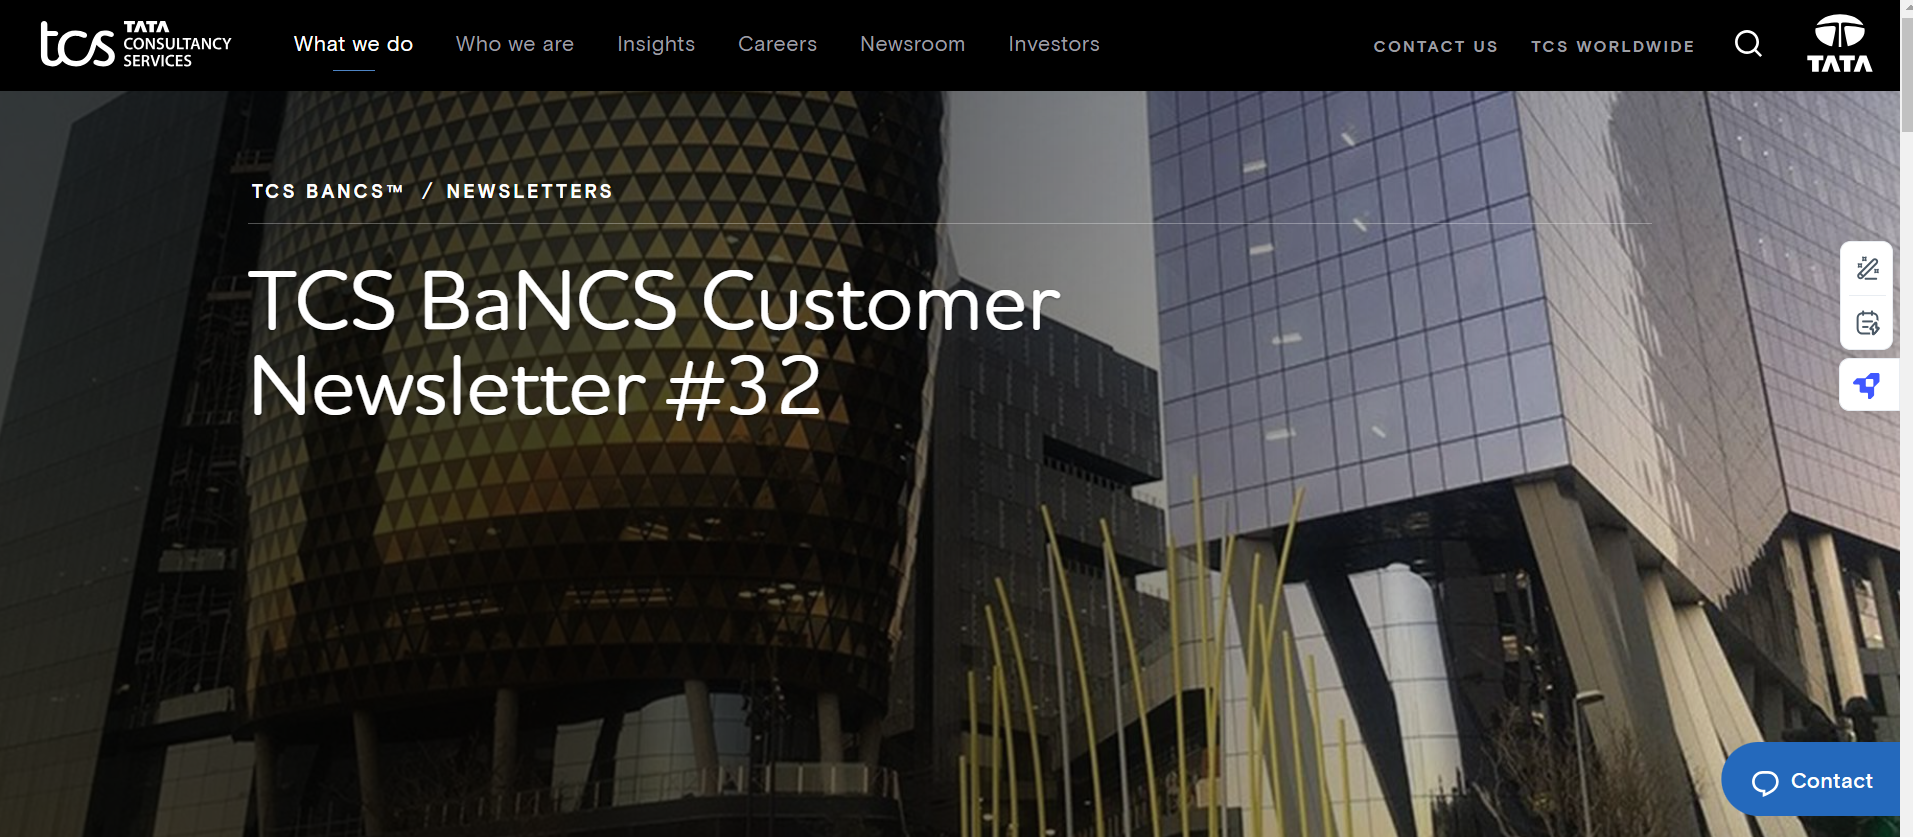 tcs TATA
CONSULTANCY
SERVICES
What we do
Who we are
Insights
Careers
Newsroom
Investors
CONTACT US
TCS WORLDWIDE
TATA
TCS BANCS™ / NEWSLETTERS
TCS BaNCS Customer
Newsletter #32
Contact